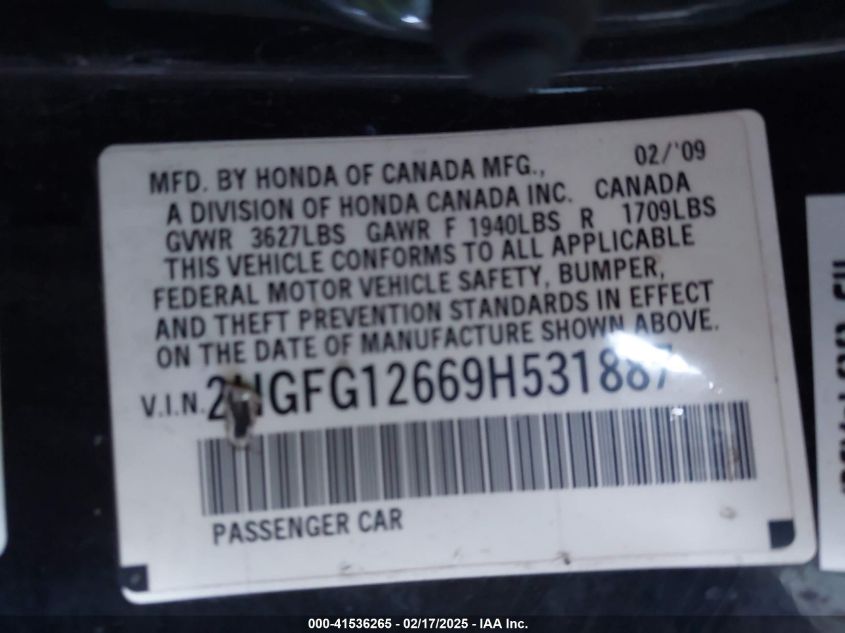 MFD. BY HONDA OF CANADA MFG., 02/'09
A DIVISION OF HONDA CANADA INC. CANADA
GVWR 3627LBS GAWR F 1940LBS R 1709LBS
THIS VEHICLE CONFORMS TO ALL APPLICABLE
FEDERAL MOTOR VEHICLE SAFETY, BUMPER,
AND THEFT PREVENTION STANDARDS IN EFFECT
ON THE DATE OF MANUFACTURE SHOWN ABOVE.
V.I.N. 2HGFG12669H531887
PASSENGER CAR
000-41536265 - 02/17/2025 - IAA Inc.